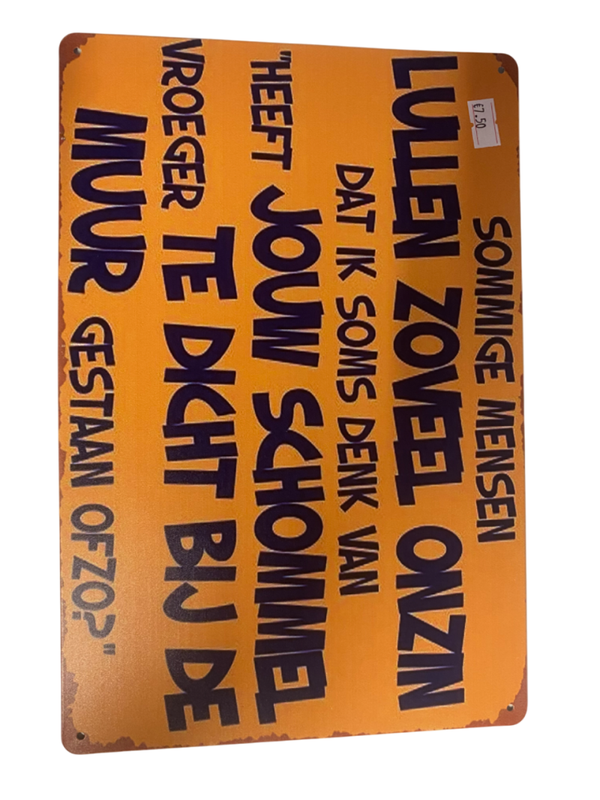 SOMMIGE MENSEN
LULLEN ZOVEEL ONZIN
DAT IK SOMS DENK VAN
"HEEFT JOUW SCHOMMEL
VROEGER TE DICHT BIJ DE
MUUR GESTAAN OFZO?"
€7.50